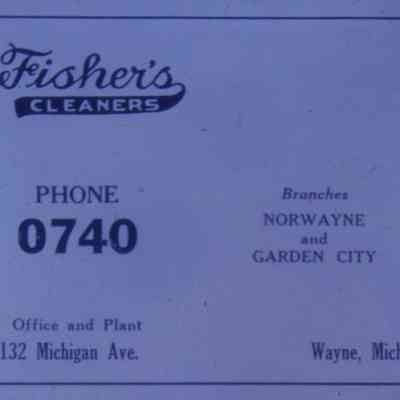 Fisher's
CLEANERS
PHONE
0740
Branches
NORWAYNE
and
GARDEN CITY
Office and Plant
132 Michigan Ave.
Wayne, Mich